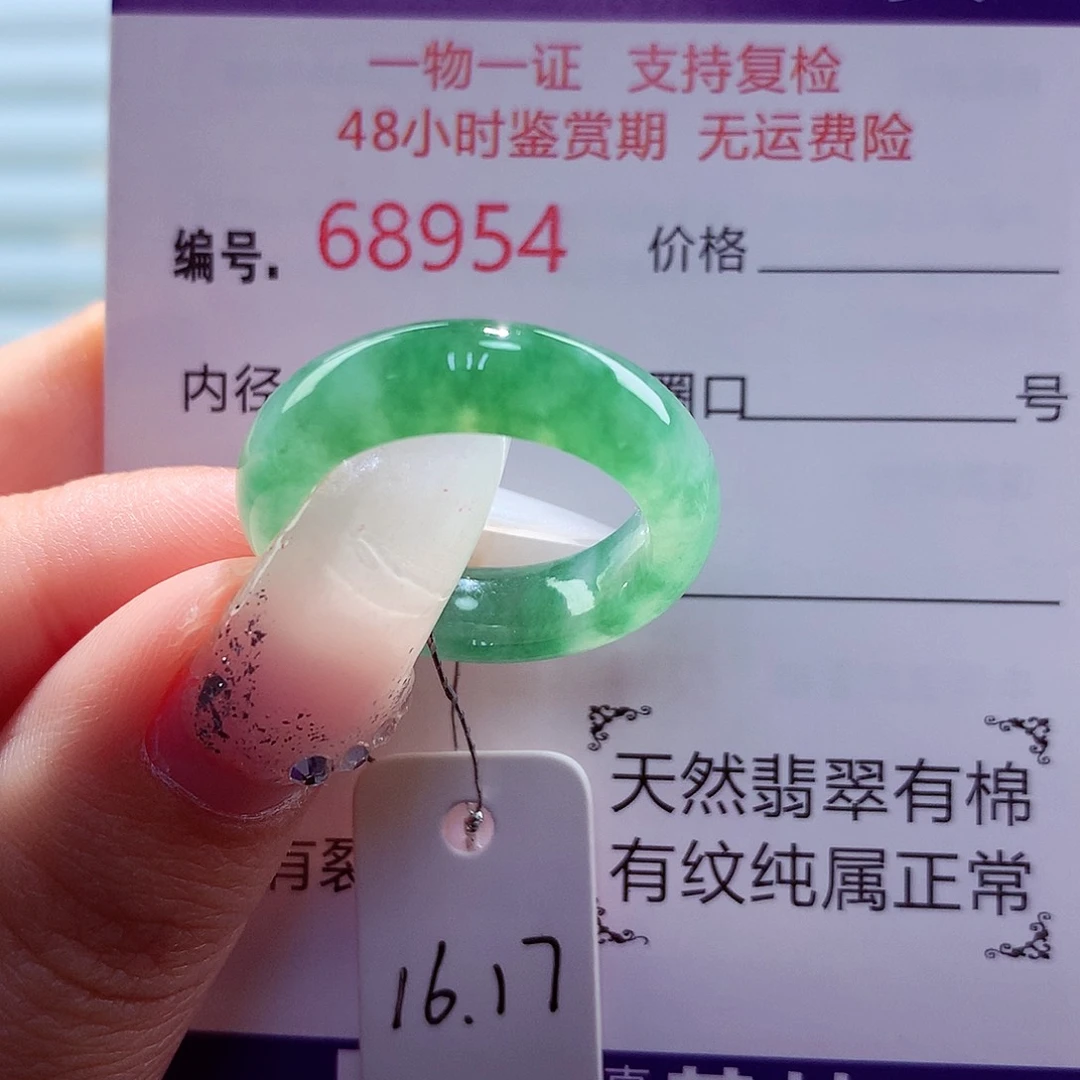 一物一证 支持复检
48小时鉴赏期 无运费险
编号. 68954 价格
内径 圈口 号
天然翡翠有棉
有裂 有纹纯属正常
16.17